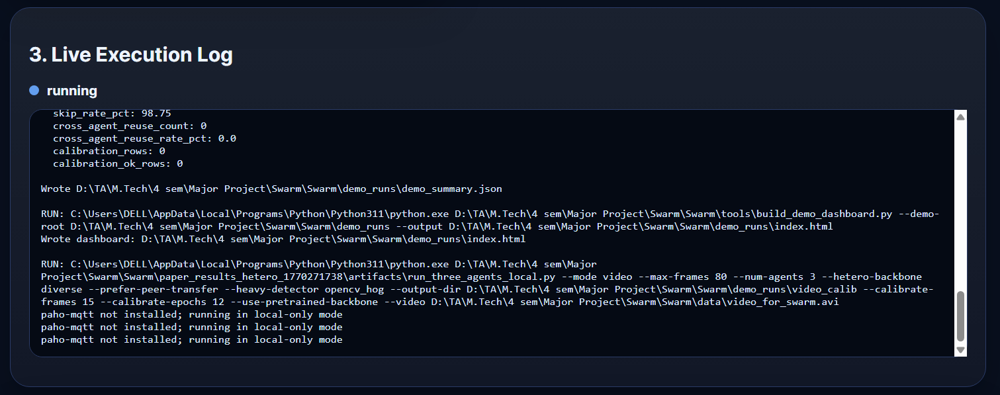 3. Live Execution Log
running
skip_rate_pct: 98.75
cross_agent_reuse_count: 0
cross_agent_reuse_rate_pct: 0.0
calibration_rows: 0
calibration_ok_rows: 0
Wrote D:\TA\M.Tech\4 sem\Major Project\Swarm\Swarm\demo_runs\demo_summary.json
RUN: C:\Users\DELL\AppData\Local\Programs\Python\Python311\python.exe D:\TA\M.Tech\4 sem\Major Project\Swarm\Swarm\tools\build_demo_dashboard.py --demo-
root D:\TA\M.Tech\4 sem\Major Project\Swarm\Swarm\demo_runs --output D:\TA\M.Tech\4 sem\Major Project\Swarm\Swarm\demo_runs\index.html
Wrote dashboard: D:\TA\M.Tech\4 sem\Major Project\Swarm\Swarm\demo_runs\index.html
RUN: C:\Users\DELL\AppData\Local\Programs\Python\Python311\python.exe D:\TA\M.Tech\4 sem\Major
Project\Swarm\Swarm\paper_results_hetero_1770271738\artifacts\run_three_agents_local.py --mode video --max-frames 80 --num-agents 3 --hetero-backbone
diverse --prefer-peer-transfer --heavy-detector opencv_hog --output-dir D:\TA\M.Tech\4 sem\Major Project\Swarm\Swarm\demo_runs\video_calib --calibrate-
frames 15 --calibrate-epochs 12 --use-pretrained-backbone --video D:\TA\M.Tech\4 sem\Major Project\Swarm\Swarm\data\video_for_swarm.avi
paho-mqtt not installed; running in local-only mode
paho-mqtt not installed; running in local-only mode
paho-mqtt not installed; running in local-only mode